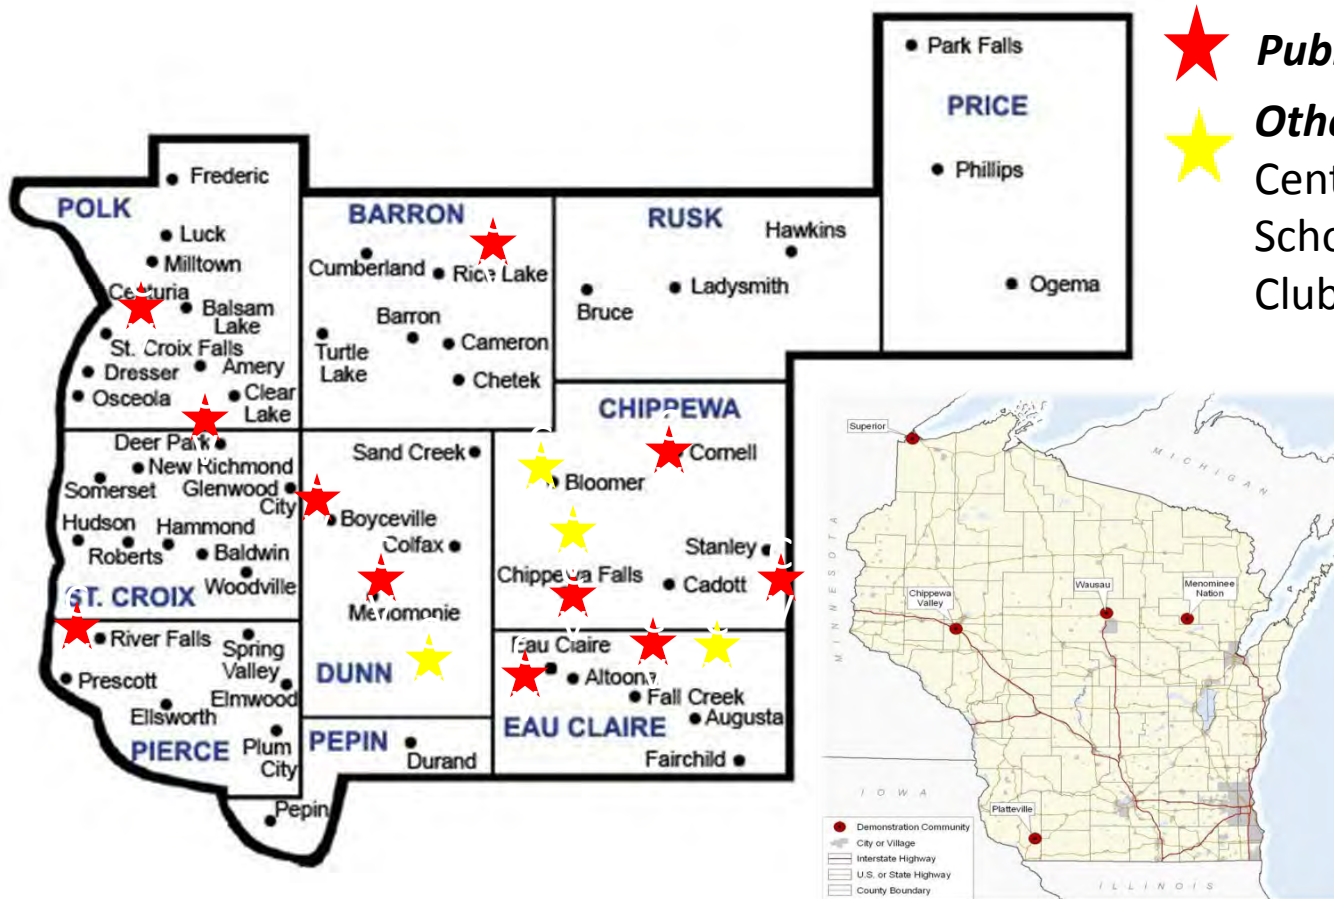 Park Falls
PRICE
Phillips
Ogema
Frederic
POLK
Luck
Milltown
Centuria
Balsam
Lake
St. Croix Falls
Dresser
Amery
Osceola
Clear
Lake
BARRON
Cumberland
Rice Lake
Barron
Cameron
Turtle
Lake
Chetek
RUSK
Hawkins
Bruce
Ladysmith
CHIPPEWA
Cornell
Bloomer
Stanley
Chippewa Falls
Cadott
Deer Park
New Richmond
Somerset
Glenwood
City
Hudson
Hammond
Roberts
Baldwin
Woodville
ST. CROIX
Sand Creek
Boyceville
Colfax
Menomonie
DUNN
River Falls
Spring
Valley
Prescott
Elmwood
Ellsworth
PIERCE
Plum
City
PEPIN
Durand
Pepin
Eau Claire
Altoona
Fall Creek
Augusta
EAU CLAIRE
Fairchild
Cent
Scho
Club
Superior
MICHIGAN
MINNESOTA
Chippewa
Valley
Wausau
Menominee
Nation
IOWA
Platteville
ILLINOIS
Demonstration Community
City or Village
Interstate Highway
U.S. or State Highway
County Boundary